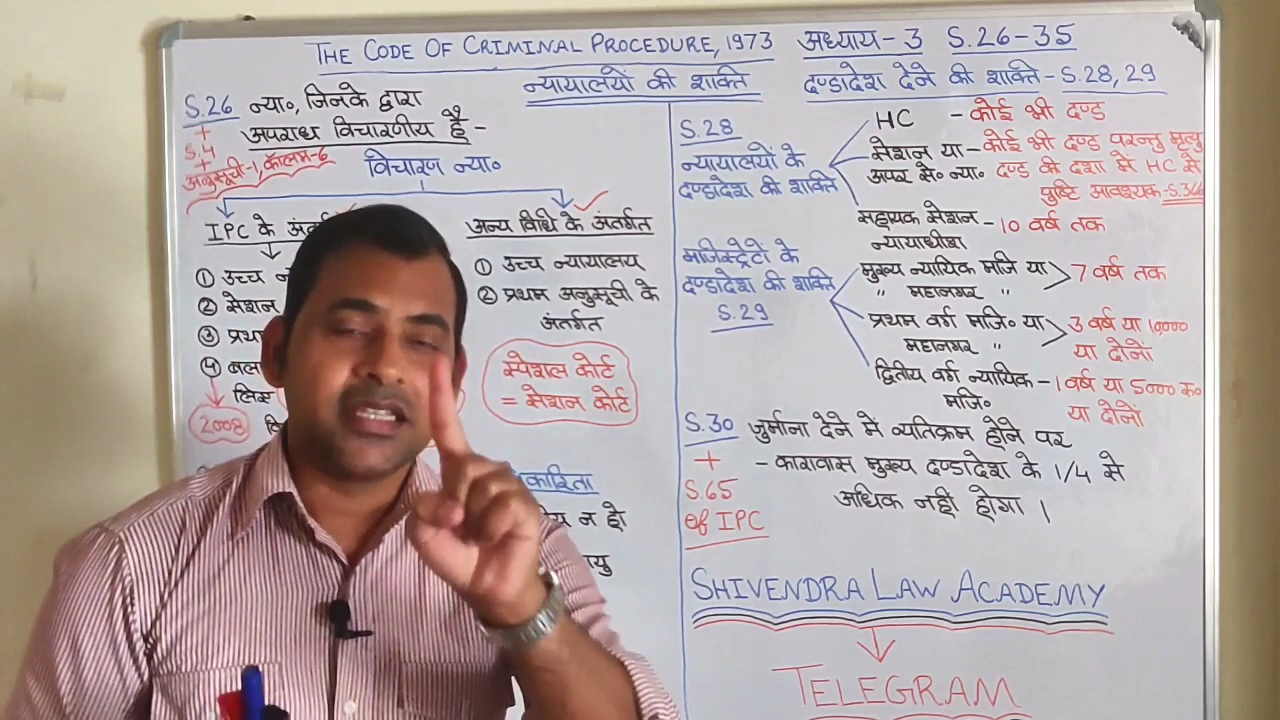 THE CODE OF CRIMINAL PROCEDURE, 1973 अध्याय-3 S.26-35
न्यायालयों की शक्ति
दण्डादेश देने की शक्ति - S.28, 29
S.26 न्या०, जिनके द्वारा
अपराध विचारणीय है -
+
S.4
+
अनुसूची-1, कालम-6
विचारण न्या०
IPC के
① उच्च
② सेशन
③
④
2008
अन्य विधि के अंतर्गत
① उच्च न्यायालय
② प्रथम अनुसूची के
अंतर्गत
स्पेशल कोर्ट
= सेशन कोर्ट
न हो
S.28
न्यायालयों के
दण्डादेश की शक्ति
HC - कोई भी दण्ड
सेशन या - कोई भी दण्ड परन्तु मृत्यु
अपर से० न्या० दण्ड की दशा में HC से
पुष्टि आवश्यक - S.366
सहायक सेशन - 10 वर्ष तक
न्यायाधीश
मजिस्ट्रेटों के
दण्डादेश की शक्ति
S.29
मुख्य न्यायिक मजि या
" महानगर "
7 वर्ष तक
प्रथम वर्ग मजि० या
महानगर "
3 वर्ष या 10,000
या दोनों
द्वितीय वर्ग न्यायिक - 1 वर्ष या 5000 रु०
मजि०
या दोनों
S.30 जुर्माना देने में व्यतिक्रम होने पर
+ - कारावास मुख्य दण्डादेश के 1/4 से
S.65 अधिक नही होगा ।
of IPC
SHIVENDRA LAW ACADEMY
TELEGRAM